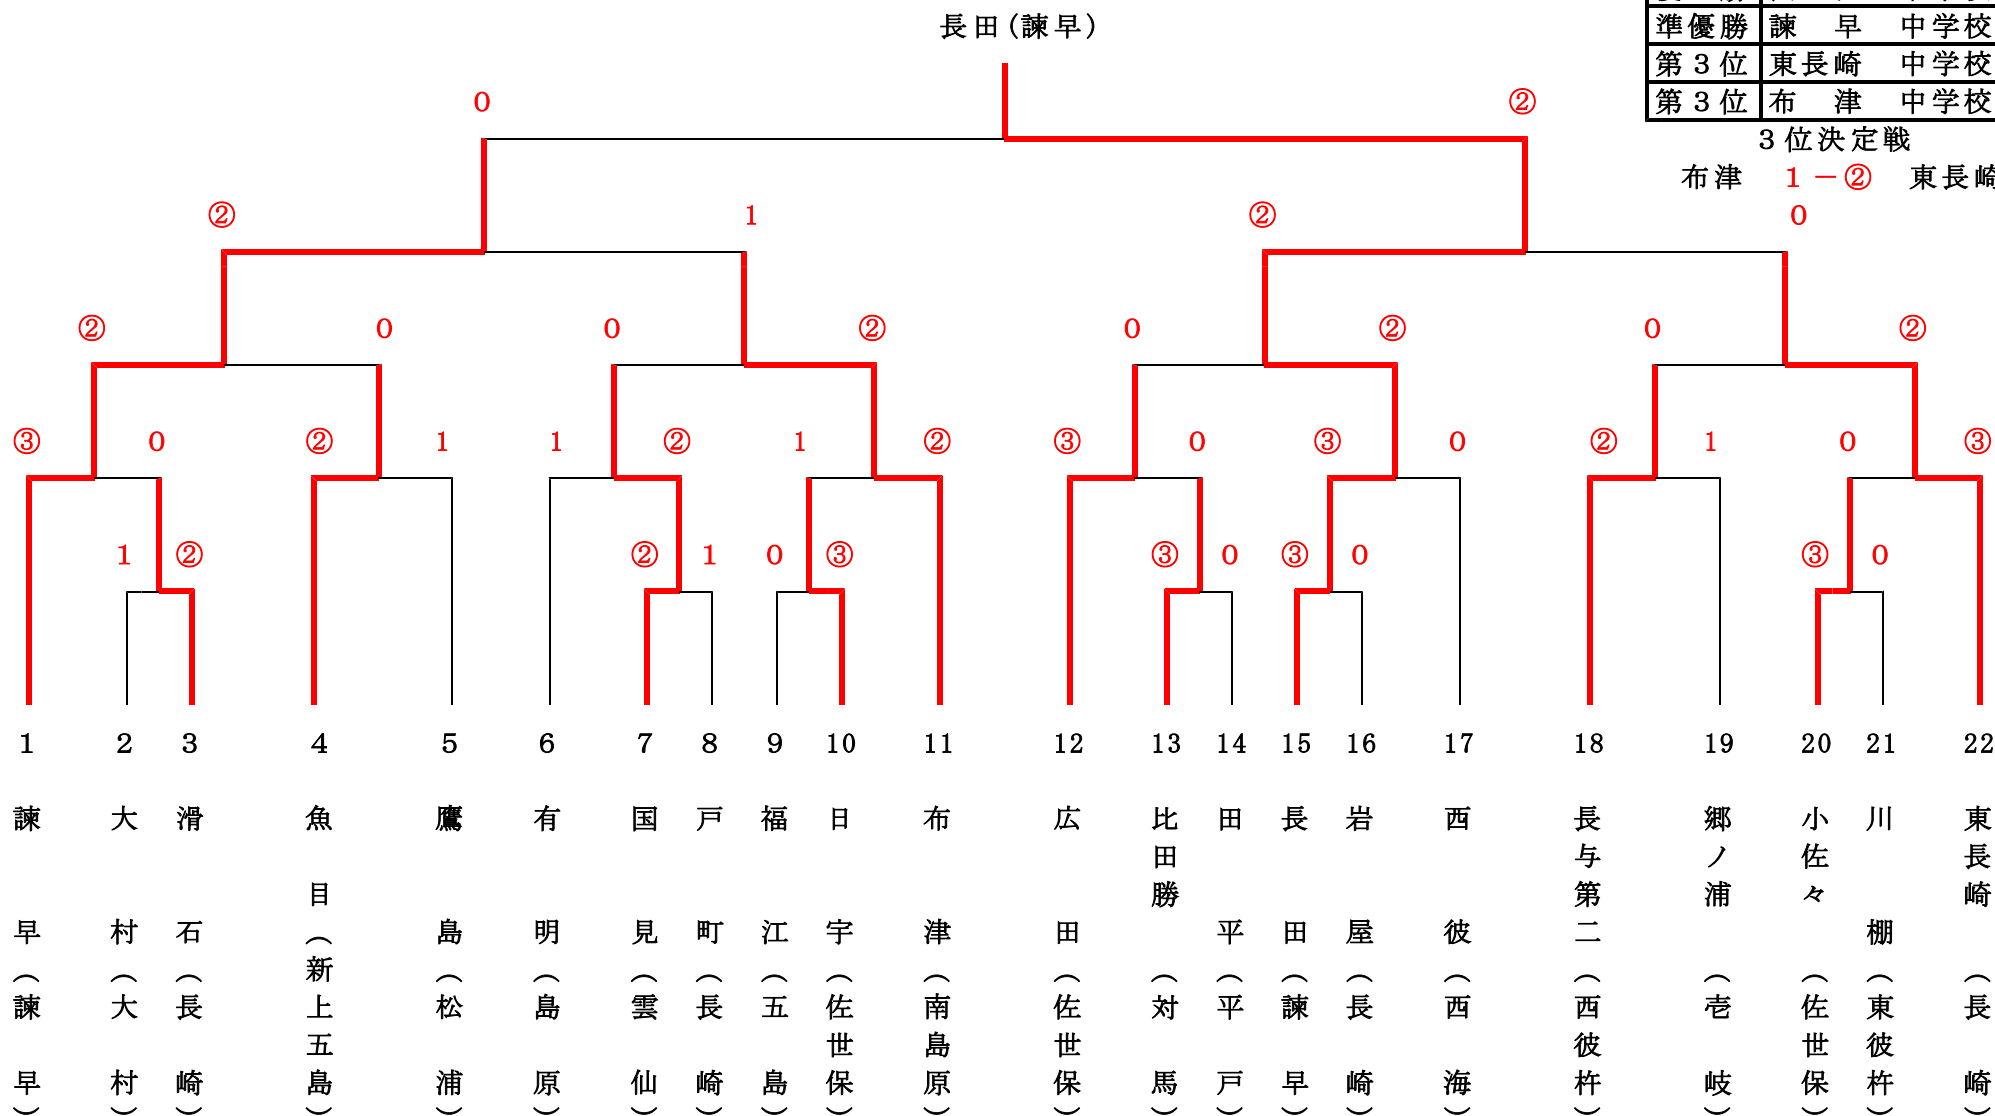 長田(諫早)
準優勝 諫早 中学校
第3位 東長崎 中学校
第3位 布津 中学校
3位決定戦
布津 1-② 東長崎
0 ②
② 1 ② 0
② 0 0 ② 0 ② 0 ②
③ 0 ② 1 1 ② 1 ② ③ 0 ③ 0 ② 1 0 ③
1 ② ② 1 0 ③ ③ 0 ③ 0 ③ 0
1 2 3 4 5 6 7 8 9 10 11 12 13 14 15 16 17 18 19 20 21 22
諫早(諫早)
大村(大村)
滑石(長崎)
魚目(新上五島)
鷹島(松浦)
有明(島原)
国見(雲仙)
戸町(長崎)
福江(五島)
日宇(佐世保)
布津(南島原)
広田(佐世保)
比田勝(対馬)
田平(平戸)
長田(諫早)
岩屋(長崎)
西彼(西海)
長与第二(西彼杵)
郷ノ浦(壱岐)
小佐々(佐世保)
川棚(東彼杵)
東長崎(長崎)